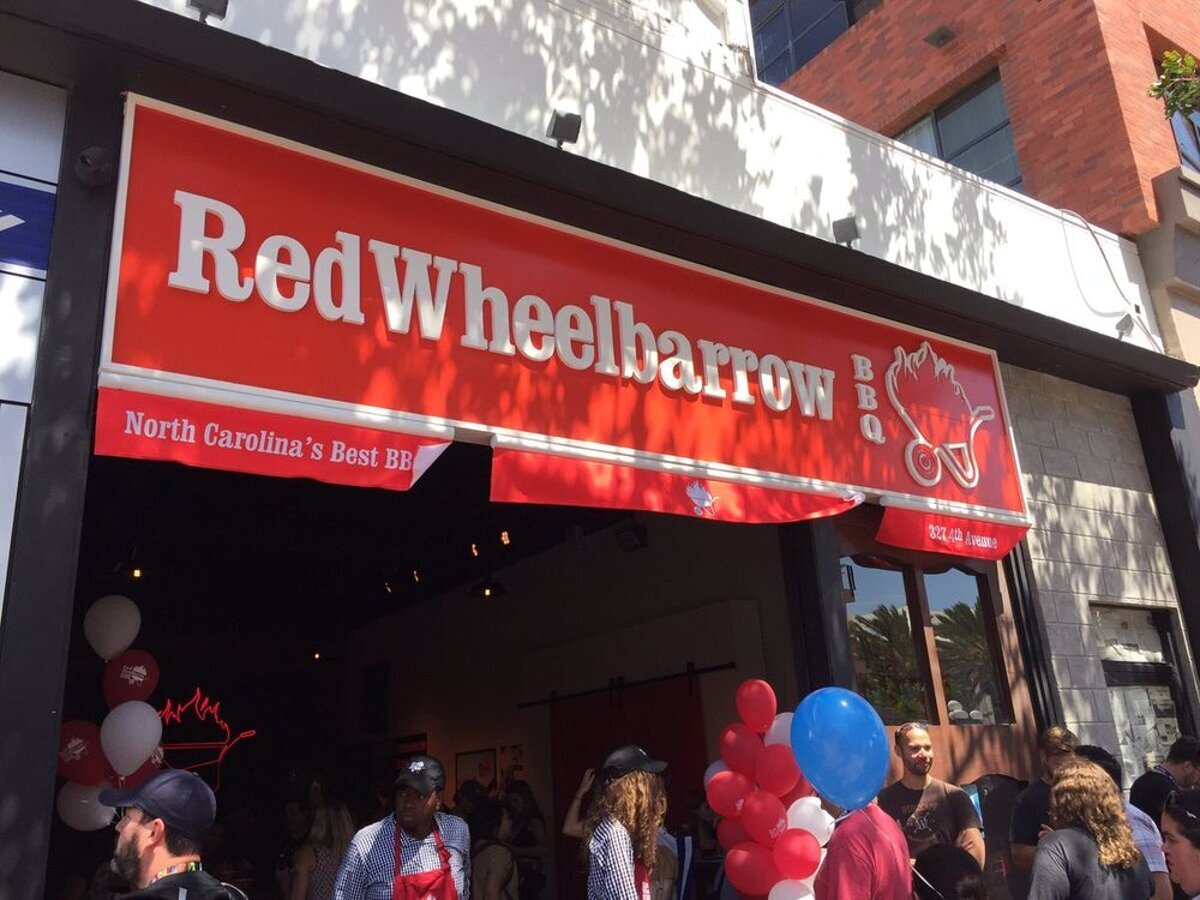 RedWheelbarrow
BBQ
North Carolina's Best BB
327 4th Avenue